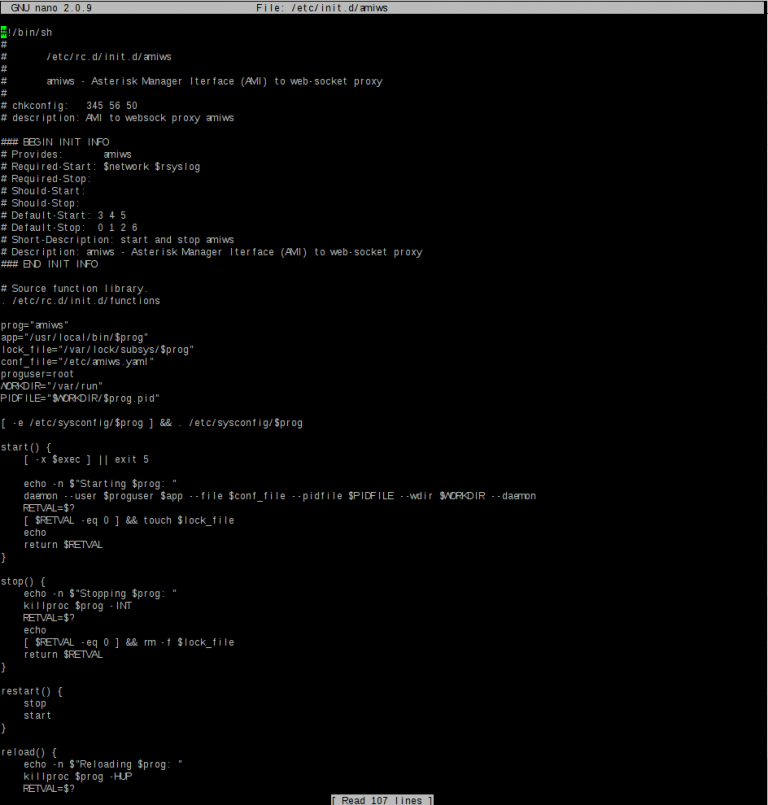 GNU nano 2.0.9 File: /etc/init.d/amiws
#!/bin/sh
#
# /etc/rc.d/init.d/amiws
#
# amiws - Asterisk Manager Iterface (AMI) to web-socket proxy
#
# chkconfig: 345 56 50
# description: AMI to websock proxy amiws

### BEGIN INIT INFO
# Provides: amiws
# Required-Start: $network $rsyslog
# Required-Stop:
# Should-Start:
# Should-Stop:
# Default-Start: 3 4 5
# Default-Stop: 0 1 2 6
# Short-Description: start and stop amiws
# Description: amiws - Asterisk Manager Iterface (AMI) to web-socket proxy
### END INIT INFO

# Source function library.
. /etc/rc.d/init.d/functions

prog="amiws"
app="/usr/local/bin/$prog"
lock_file="/var/lock/subsys/$prog"
conf_file="/etc/amiws.yaml"
proguser=root
WORKDIR="/var/run"
PIDFILE="$WORKDIR/$prog.pid"

[ -e /etc/sysconfig/$prog ] && . /etc/sysconfig/$prog

start() {
    [ -x $exec ] || exit 5

    echo -n $"Starting $prog: "
    daemon --user $proguser $app --file $conf_file --pidfile $PIDFILE --wdir $WORKDIR --daemon
    RETVAL=$?
    [ $RETVAL -eq 0 ] && touch $lock_file
    echo
    return $RETVAL
}

stop() {
    echo -n $"Stopping $prog: "
    killproc $prog -INT
    RETVAL=$?
    echo
    [ $RETVAL -eq 0 ] && rm -f $lock_file
    return $RETVAL
}

restart() {
    stop
    start
}

reload() {
    echo -n $"Reloading $prog: "
    killproc $prog -HUP
    RETVAL=$?
[ Read 107 lines ]